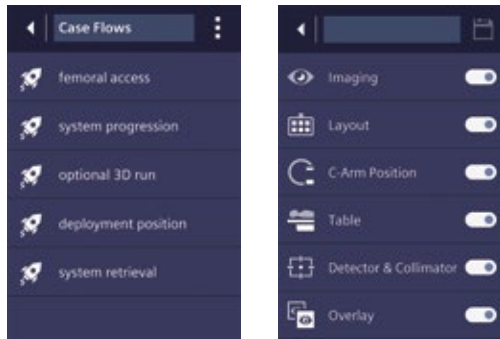 Case Flows
femoral access
system progression
optional 3D run
deployment position
system retrieval
Imaging
Layout
C-Arm Position
Table
Detector & Collimator
Overlay